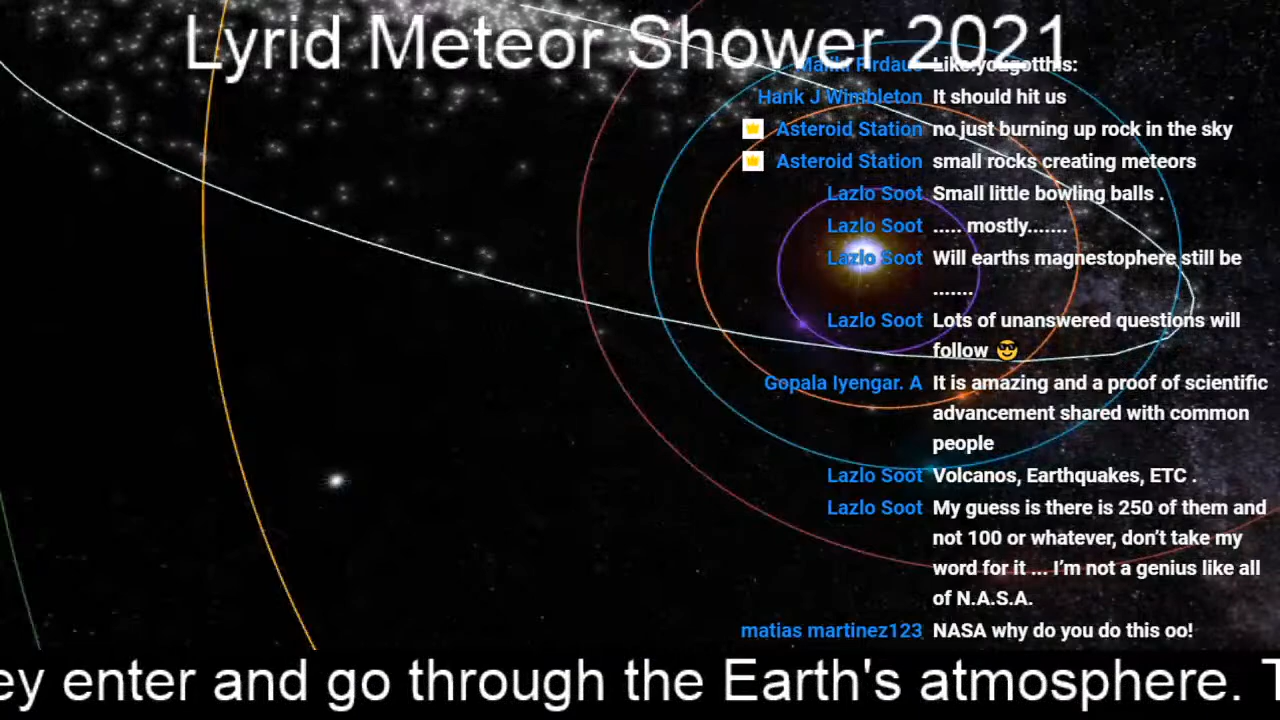 Lyrid Meteor Shower 2021
Maliki Firdaus Like:yougotthis:
Hank J Wimbleton It should hit us
Asteroid Station no just burning up rock in the sky
Asteroid Station small rocks creating meteors
Lazlo Soot Small little bowling balls .
Lazlo Soot ..... mostly.......
Lazlo Soot Will earths magnestophere still be
.......
Lazlo Soot Lots of unanswered questions will
follow 😎
Gopala Iyengar. A It is amazing and a proof of scientific
advancement shared with common
people
Lazlo Soot Volcanos, Earthquakes, ETC .
Lazlo Soot My guess is there is 250 of them and
not 100 or whatever, don’t take my
word for it ... I’m not a genius like all
of N.A.S.A.
matias martinez123 NASA why do you do this oo!
ey enter and go through the Earth's atmosphere. T